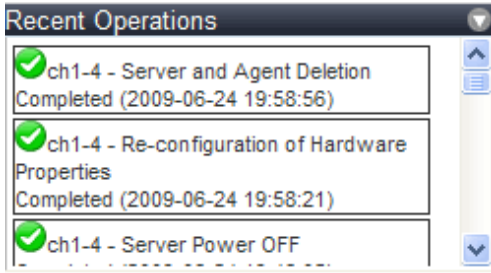 Recent Operations
ch1-4 - Server and Agent Deletion
Completed (2009-06-24 19:58:56)
ch1-4 - Re-configuration of Hardware
Properties
Completed (2009-06-24 19:58:21)
ch1-4 - Server Power OFF